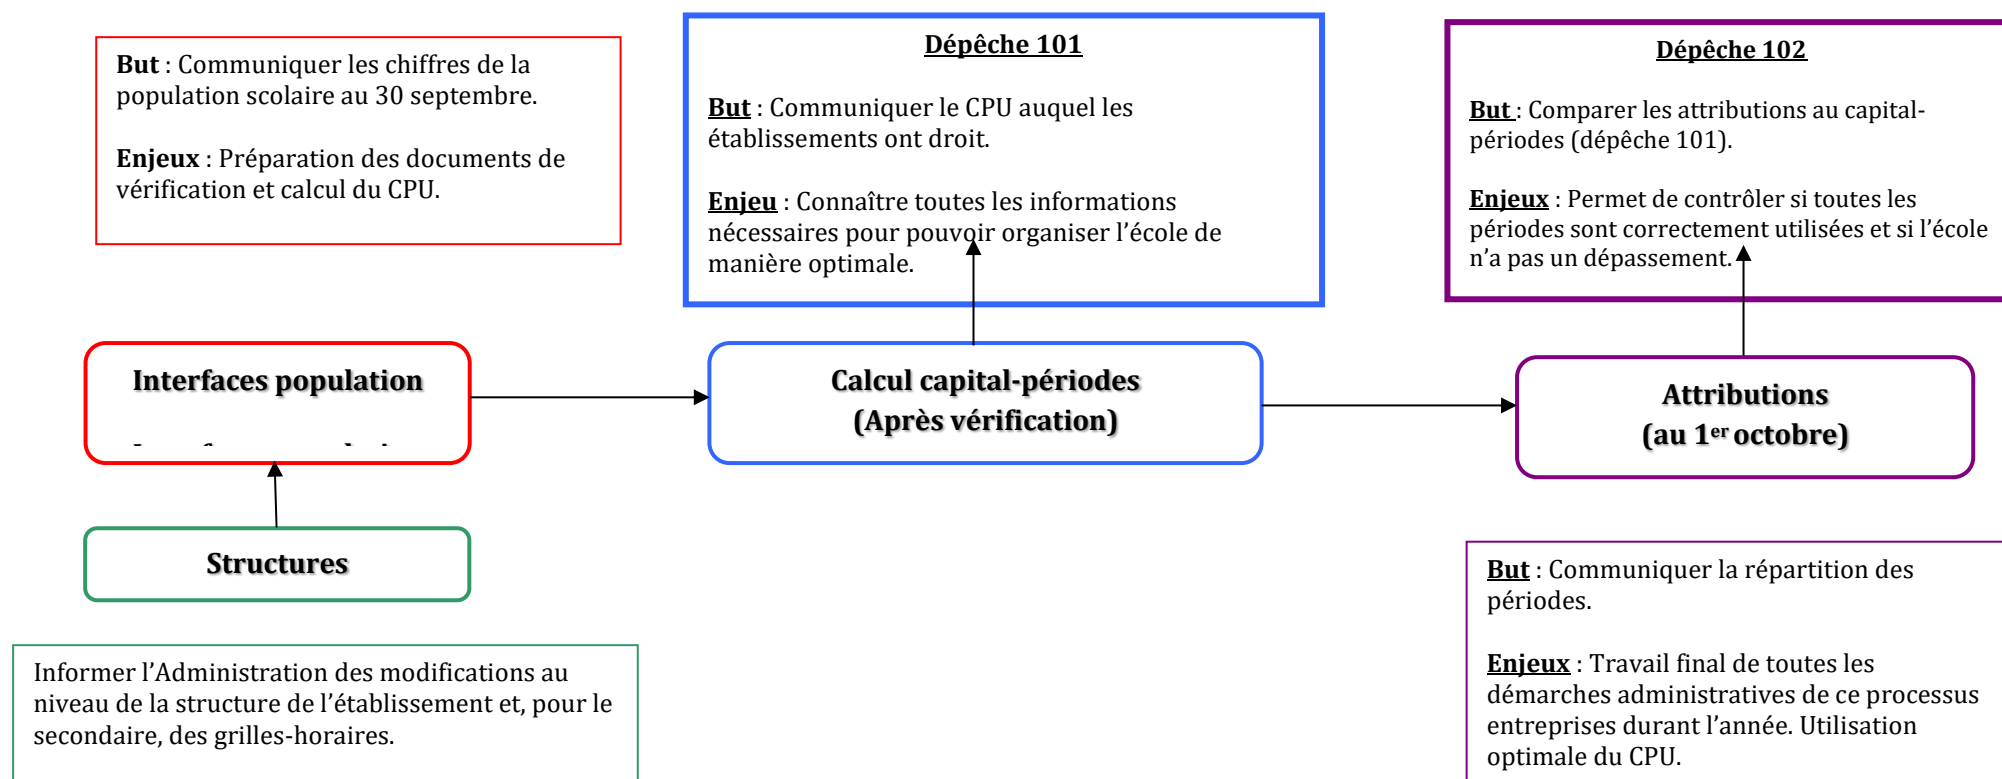 But : Communiquer les chiffres de la
population scolaire au 30 septembre.
Enjeux : Préparation des documents de
vérification et calcul du CPU.
Dépêche 101
But : Communiquer le CPU auquel les
établissements ont droit.
Enjeu : Connaître toutes les informations
nécessaires pour pouvoir organiser l’école de
manière optimale.
Dépêche 102
But : Comparer les attributions au capital-
périodes (dépêche 101).
Enjeux : Permet de contrôler si toutes les
périodes sont correctement utilisées et si l’école
n’a pas un dépassement.
Interfaces population
Calcul capital-périodes
(Après vérification)
Attributions
(au 1er octobre)
Structures
Informer l’Administration des modifications au
niveau de la structure de l’établissement et, pour le
secondaire, des grilles-horaires.
But : Communiquer la répartition des
périodes.
Enjeux : Travail final de toutes les
démarches administratives de ce processus
entreprises durant l’année. Utilisation
optimale du CPU.